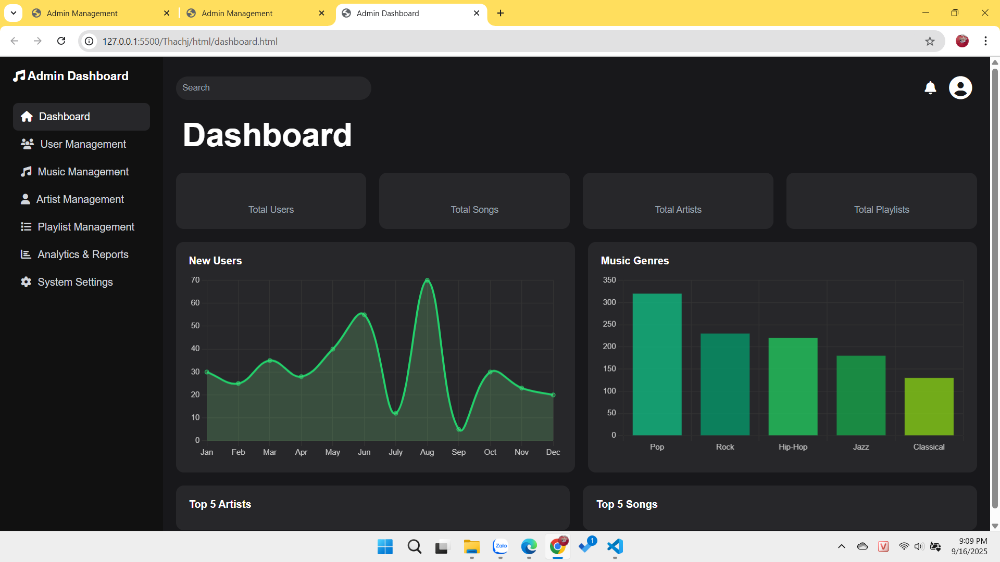 Admin Management
Admin Management
Admin Dashboard
127.0.0.1:5500/Thachj/html/dashboard.html
Admin Dashboard
Search
Dashboard
User Management
Music Management
Artist Management
Playlist Management
Analytics & Reports
System Settings
Dashboard
Total Users
Total Songs
Total Artists
Total Playlists
New Users
70
60
50
40
30
20
10
0
Jan Feb Mar Apr May Jun July Aug Sep Oct Nov Dec
Music Genres
350
300
250
200
150
100
50
0
Pop Rock Hip-Hop Jazz Classical
Top 5 Artists
Top 5 Songs
Zalo
1
V
9:09 PM
9/16/2025